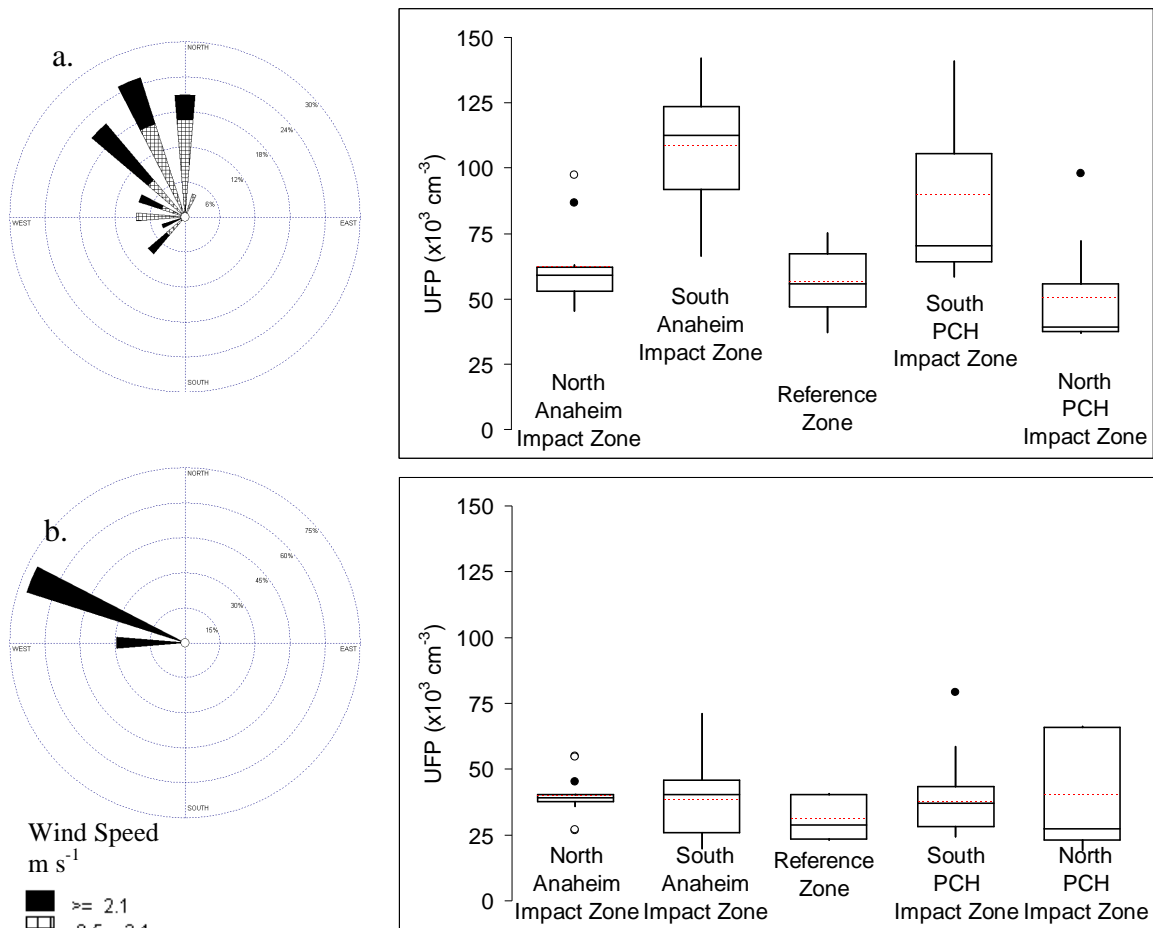 a.
NORTH
30%
24%
18%
12%
6%
WEST
EAST
SOUTH
150
125
100
75
50
25
0
UFP (x10³ cm⁻³)
North
Anaheim
Impact Zone
South
Anaheim
Impact Zone
Reference
Zone
South
PCH
Impact Zone
North
PCH
Impact Zone
b.
NORTH
75%
60%
45%
30%
15%
WEST
EAST
SOUTH
Wind Speed
m s⁻¹
>= 2.1
150
125
100
75
50
25
0
UFP (x10³ cm⁻³)
North
Anaheim
Impact Zone
South
Anaheim
Impact Zone
Reference
Zone
South
PCH
Impact Zone
North
PCH
Impact Zone